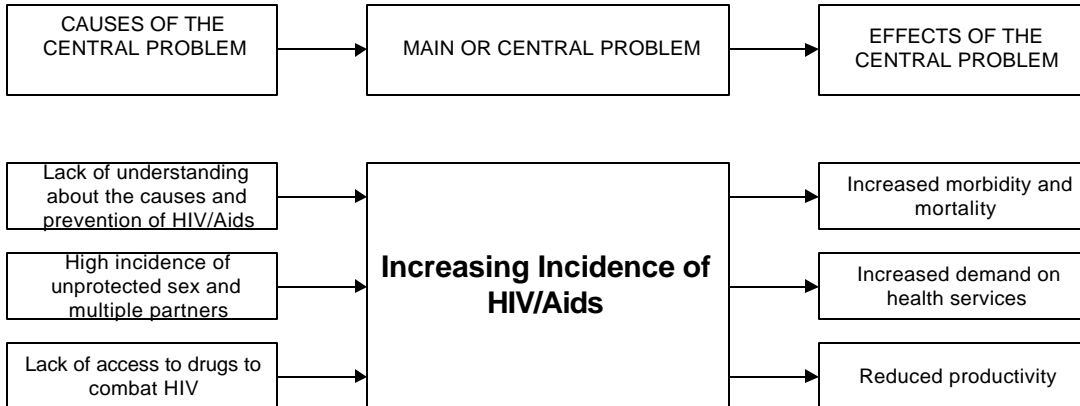 CAUSES OF THE
CENTRAL PROBLEM
MAIN OR CENTRAL PROBLEM
EFFECTS OF THE
CENTRAL PROBLEM
Lack of understanding
about the causes and
prevention of HIV/Aids
High incidence of
unprotected sex and
multiple partners
Lack of access to drugs to
combat HIV
Increasing Incidence of
HIV/Aids
Increased morbidity and
mortality
Increased demand on
health services
Reduced productivity